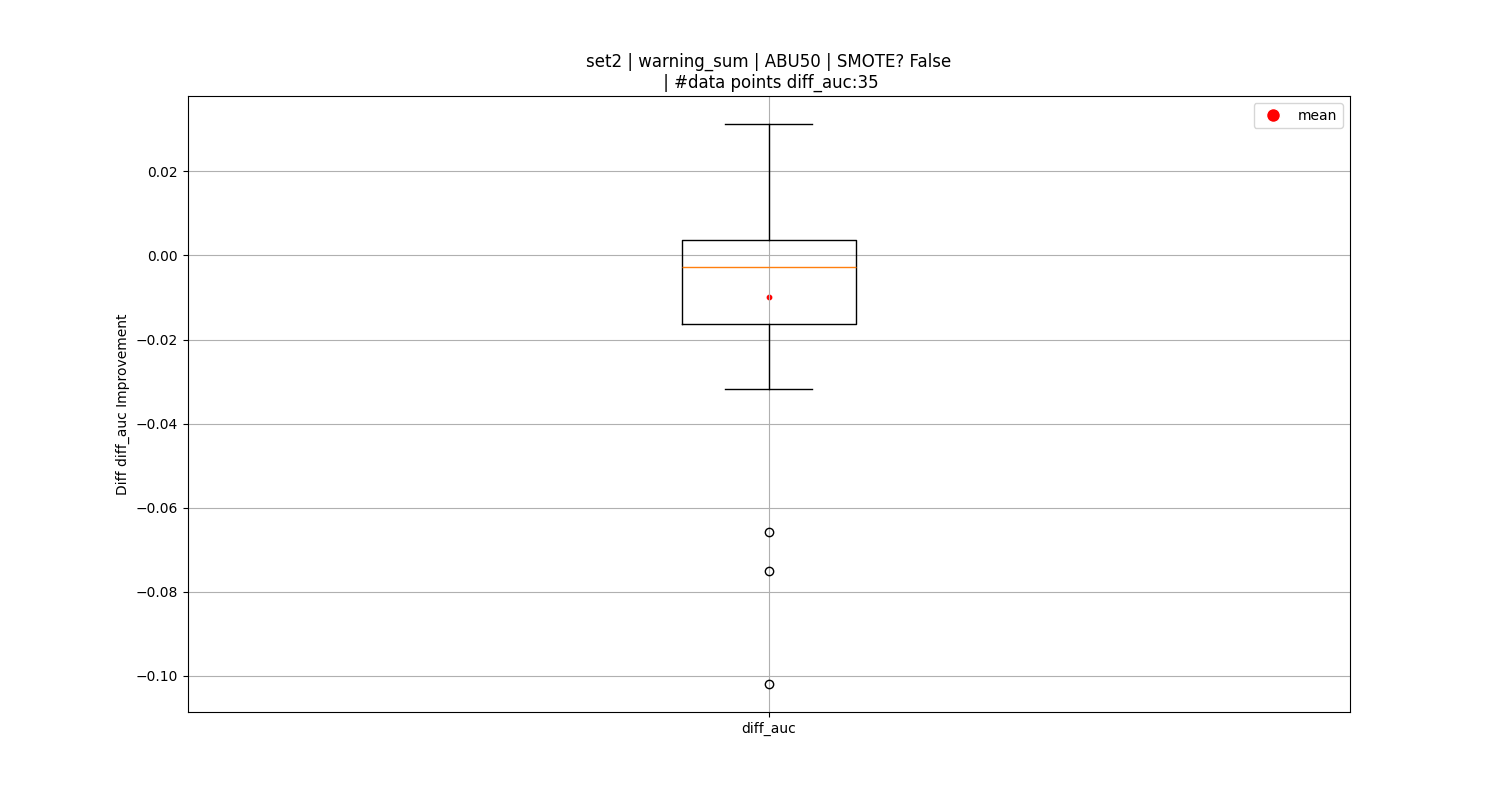 set2 | warning_sum | ABU50 | SMOTE? False
| #data points diff_auc:35
mean
0.02
0.00
−0.02
−0.04
−0.06
−0.08
−0.10
Diff diff_auc Improvement
diff_auc